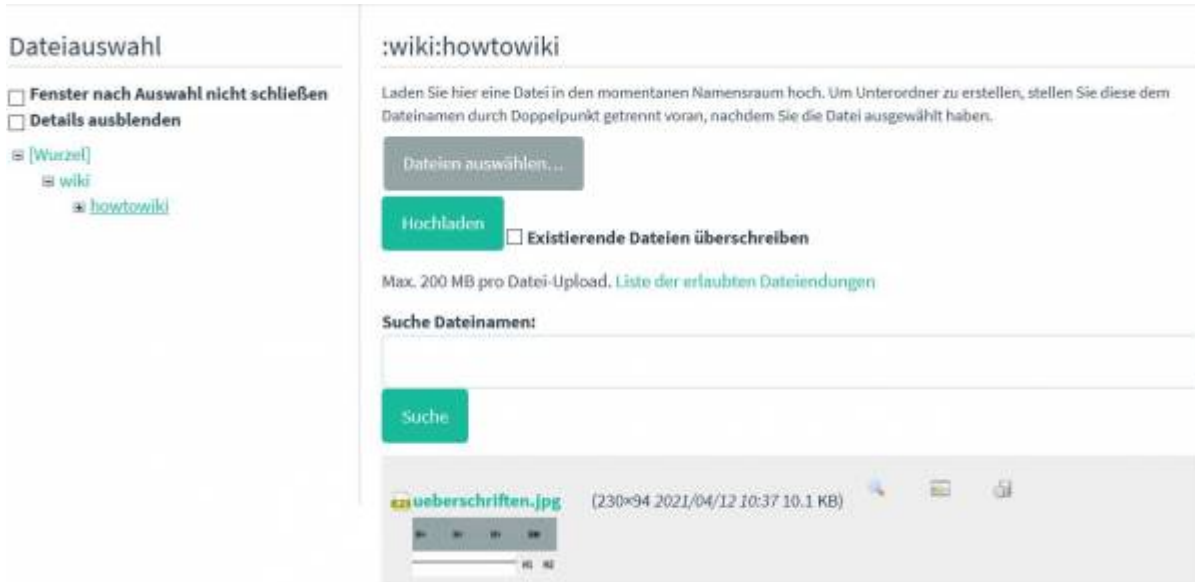 Dateiauswahl
Fenster nach Auswahl nicht schließen
Details ausblenden
[Wurzel]
wiki
howtowiki
:wiki:howtowiki
Laden Sie hier eine Datei in den momentanen Namensraum hoch. Um Unterordner zu erstellen, stellen Sie diese dem
Dateinamen durch Doppelpunkt getrennt voran, nachdem Sie die Datei ausgewählt haben.
Dateien auswählen...
Hochladen
Existierende Dateien überschreiben
Max. 200 MB pro Datei-Upload. Liste der erlaubten Dateiendungen
Suche Dateinamen:
Suche
ueberschriften.jpg (230×94 2021/04/12 10:37 10.1 KB)
H1 H2